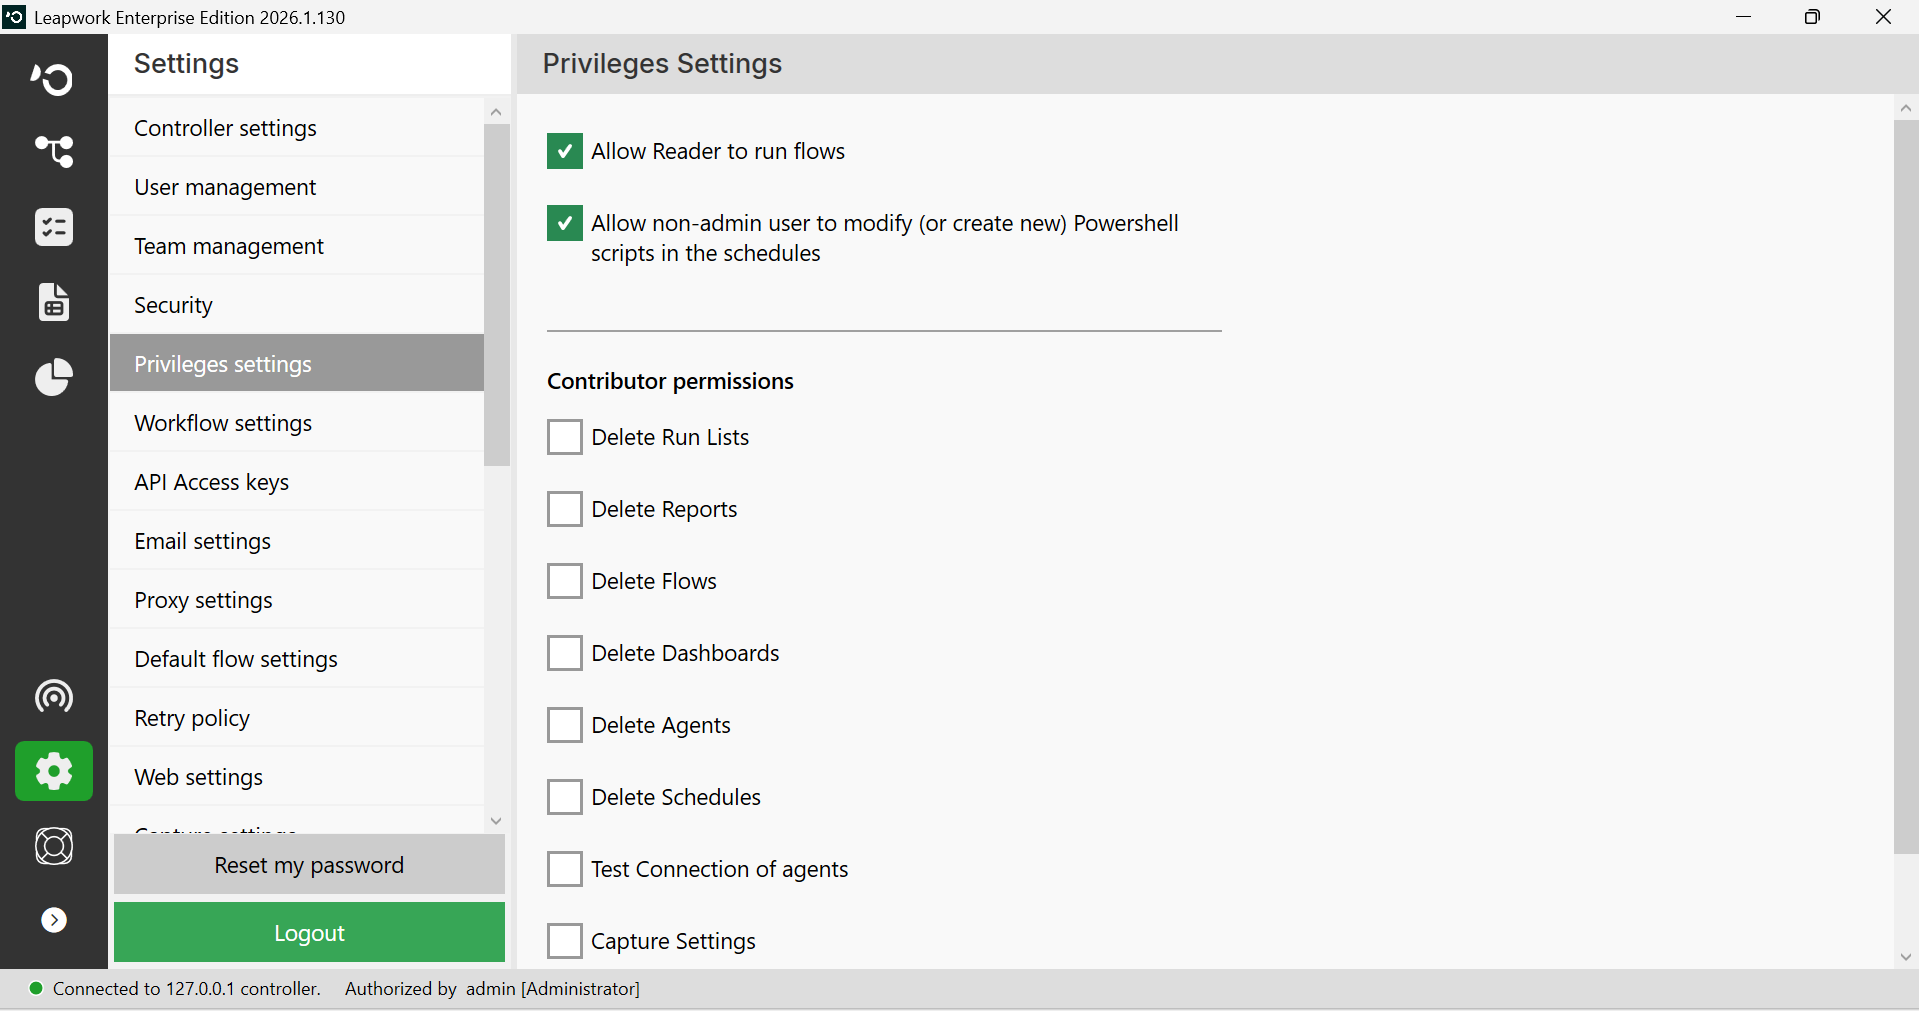 Leapwork Enterprise Edition 2026.1.130
Settings
Controller settings
User management
Team management
Security
Privileges settings
Workflow settings
API Access keys
Email settings
Proxy settings
Default flow settings
Retry policy
Web settings
Capture settings
Reset my password
Logout
Privileges Settings
Allow Reader to run flows
Allow non-admin user to modify (or create new) Powershell
scripts in the schedules
Contributor permissions
Delete Run Lists
Delete Reports
Delete Flows
Delete Dashboards
Delete Agents
Delete Schedules
Test Connection of agents
Capture Settings
Connected to 127.0.0.1 controller. Authorized by admin [Administrator]